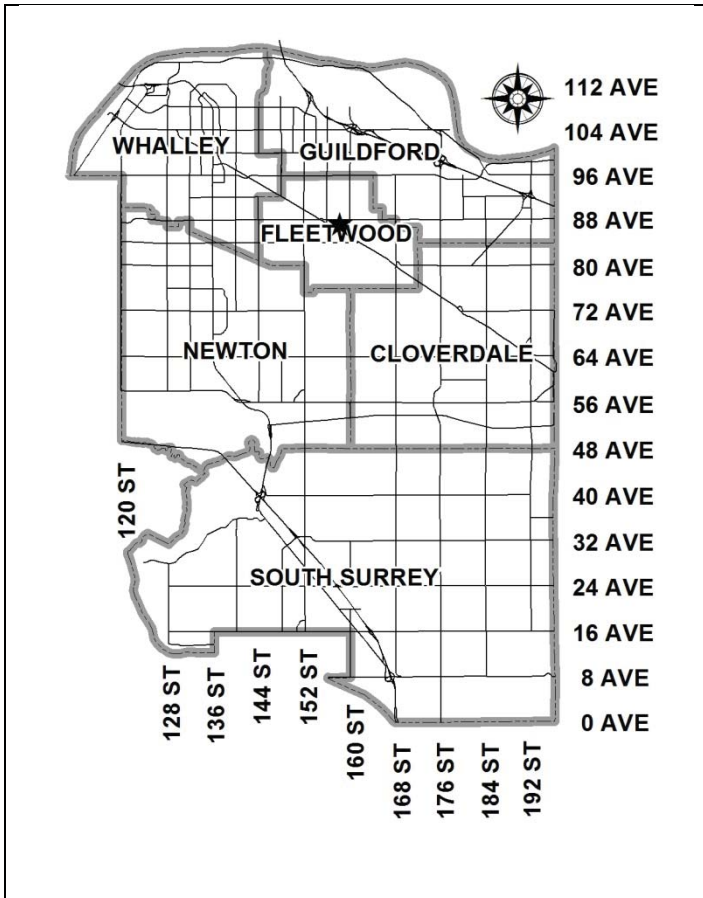 112 AVE
104 AVE
WHALLEY
GUILDFORD
96 AVE
88 AVE
FLEETWOOD
80 AVE
72 AVE
NEWTON
CLOVERDALE
64 AVE
56 AVE
48 AVE
120 ST
40 AVE
32 AVE
SOUTH SURREY
24 AVE
16 AVE
128 ST
136 ST
144 ST
152 ST
160 ST
8 AVE
0 AVE
168 ST
176 ST
184 ST
192 ST